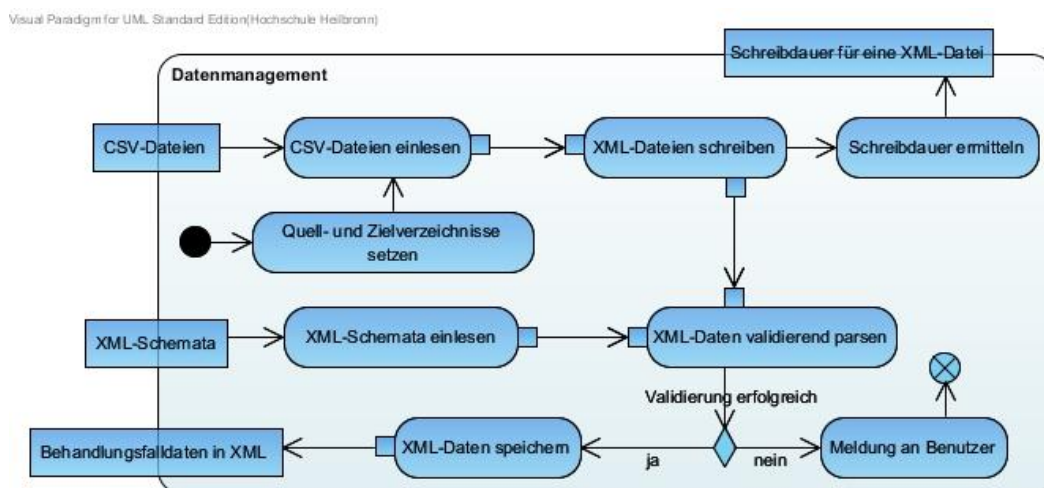 Visual Paradigm for UML Standard Edition(Hochschule Heilbronn)
Schreibdauer für eine XML-Datei
Datenmanagement
CSV-Dateien
CSV-Dateien einlesen
XML-Dateien schreiben
Schreibdauer ermitteln
Quell- und Zielverzeichnisse
setzen
XML-Schemata
XML-Schemata einlesen
XML-Daten validierend parsen
Validierung erfolgreich
Behandlungsfalldaten in XML
XML-Daten speichern
ja
nein
Meldung an Benutzer